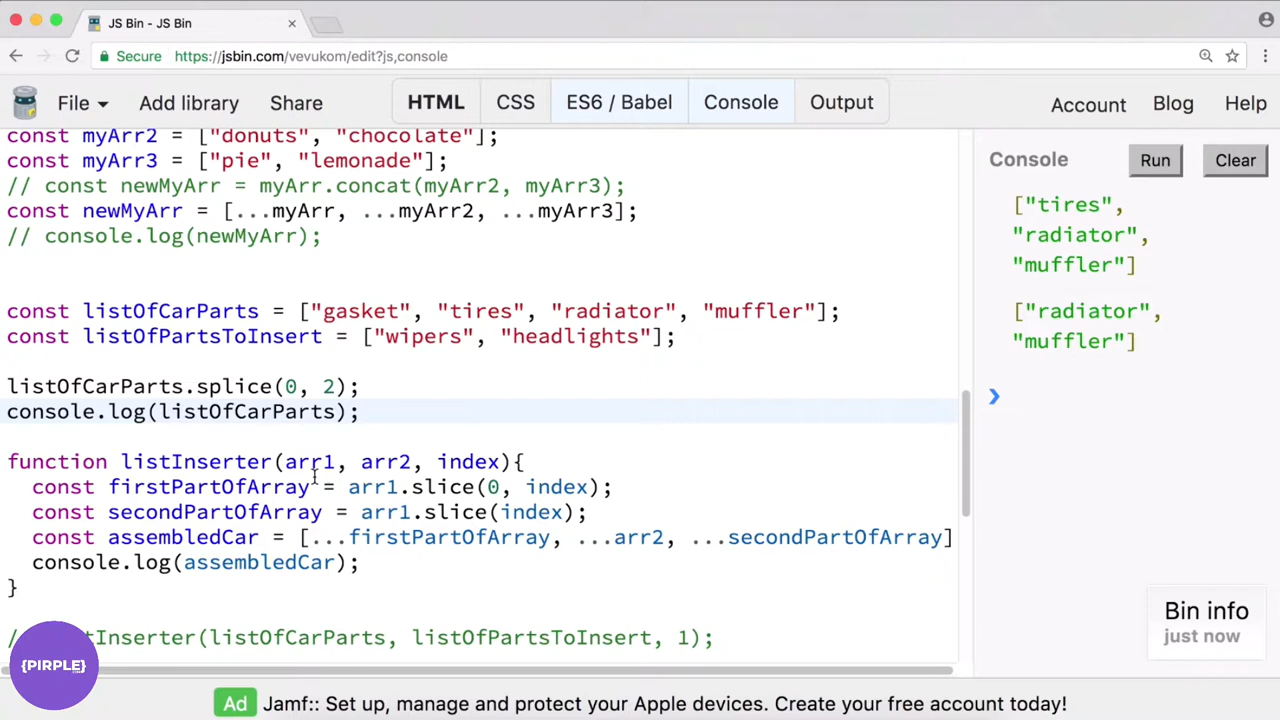 JS Bin - JS Bin
Secure https://jsbin.com/vevukom/edit?js,console
File Add library Share HTML CSS ES6 / Babel Console Output Account Blog Help
const myArr2 = ["donuts", "chocolate"];
const myArr3 = ["pie", "lemonade"];
// const newMyArr = myArr.concat(myArr2, myArr3);
const newMyArr = [...myArr, ...myArr2, ...myArr3];
// console.log(newMyArr);
const listOfCarParts = ["gasket", "tires", "radiator", "muffler"];
const listOfPartsToInsert = ["wipers", "headlights"];
listOfCarParts.splice(0, 2);
console.log(listOfCarParts);
function listInserter(arr1, arr2, index){
const firstPartOfArray = arr1.slice(0, index);
const secondPartOfArray = arr1.slice(index);
const assembledCar = [...firstPartOfArray, ...arr2, ...secondPartOfArray]
console.log(assembledCar);
}
/ tInserter(listOfCarParts, listOfPartsToInsert, 1);
Console Run Clear
["tires",
"radiator",
"muffler"]
["radiator",
"muffler"]
Bin info
just now
{PIRPLE}
Ad Jamf:: Set up, manage and protect your Apple devices. Create your free account today!